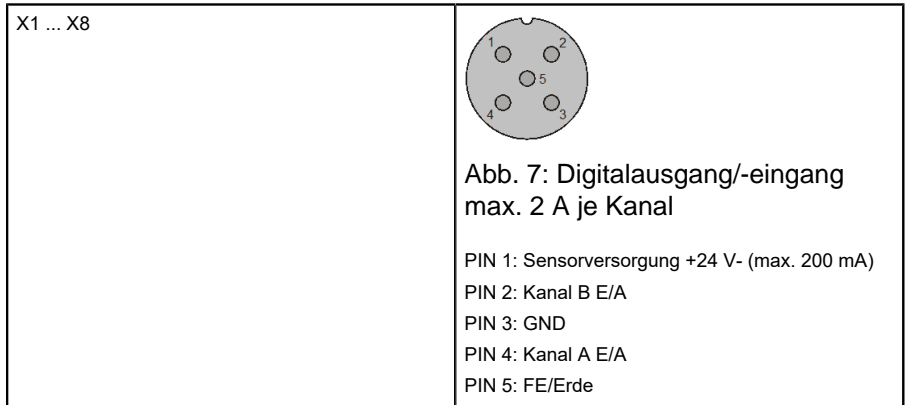 X1 ... X8
1
2
5
4
3
Abb. 7: Digitalausgang/-eingang
max. 2 A je Kanal
PIN 1: Sensorversorgung +24 V- (max. 200 mA)
PIN 2: Kanal B E/A
PIN 3: GND
PIN 4: Kanal A E/A
PIN 5: FE/Erde